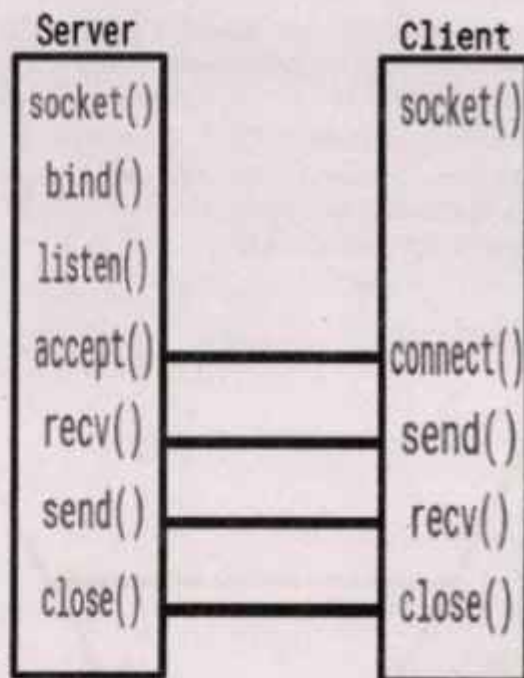 Server
socket()
bind()
listen()
accept()
recv()
send()
close()
Client
socket()
connect()
send()
recv()
close()